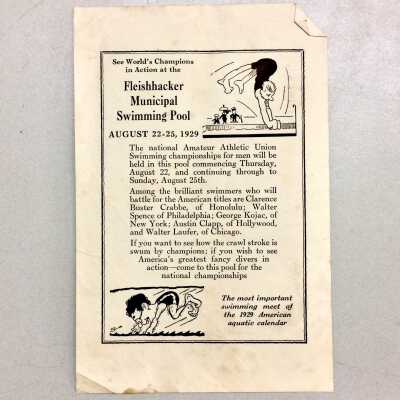 See World's Champions
in Action at the
Fleishhacker
Municipal
Swimming Pool
AUGUST 22-25, 1929
The national Amateur Athletic Union
Swimming championships for men will be
held in this pool commencing Thursday,
August 22, and continuing through to
Sunday, August 25th.
Among the brilliant swimmers who will
battle for the American titles are Clarence
Buster Crabbe, of Honolulu; Walter
Spence of Philadelphia; George Kojac, of
New York; Austin Clapp, of Hollywood,
and Walter Laufer, of Chicago.
If you want to see how the crawl stroke is
swum by champions; if you wish to see
America's greatest fancy divers in
action—come to this pool for the
national championships
The most important
swimming meet of
the 1929 American
aquatic calendar